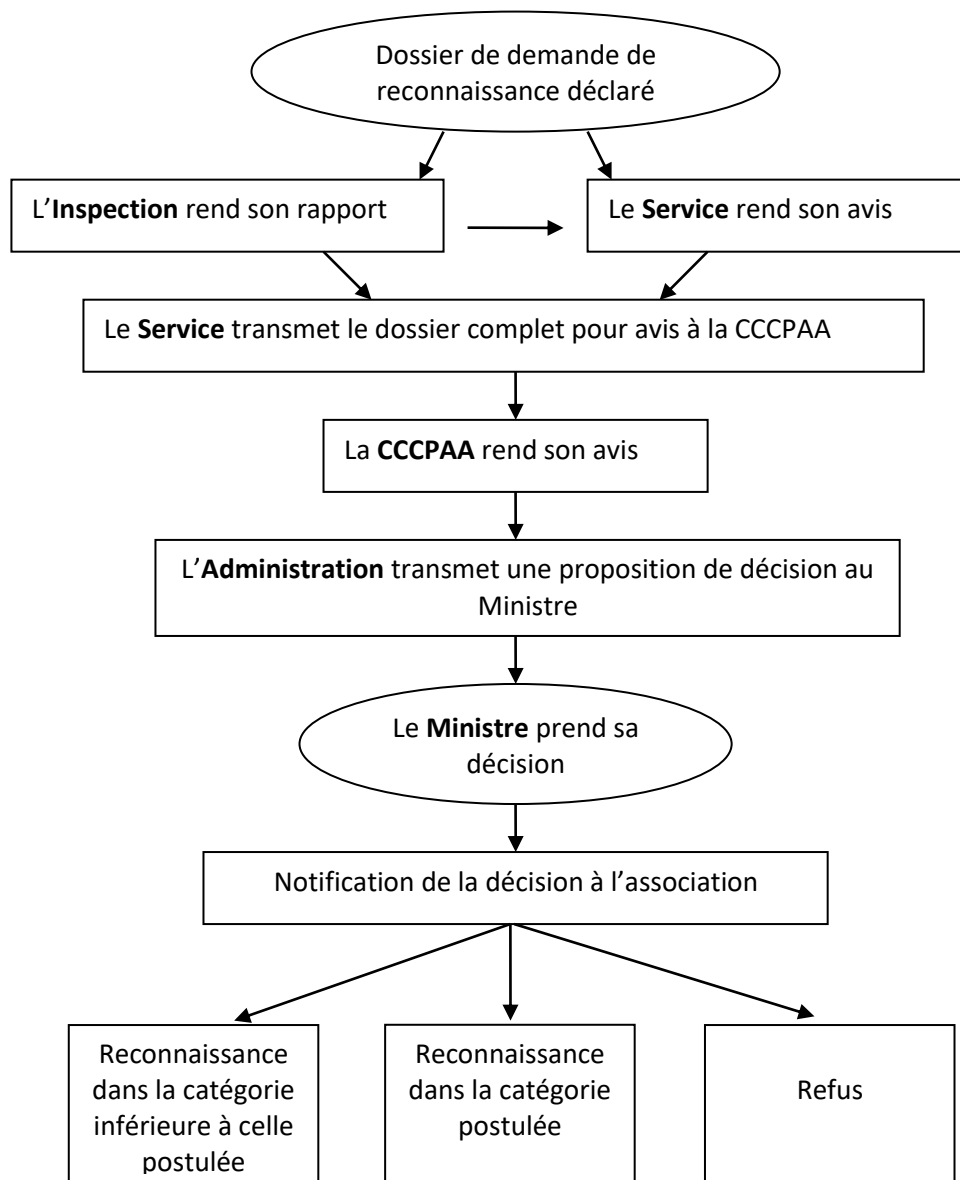 Dossier de demande de
reconnaissance déclaré
L’Inspection rend son rapport
Le Service rend son avis
Le Service transmet le dossier complet pour avis à la CCCPAA
La CCCPAA rend son avis
L’Administration transmet une proposition de décision au
Ministre
Le Ministre prend sa
décision
Notification de la décision à l’association
Reconnaissance
dans la catégorie
inférieure à celle
postulée
Reconnaissance
dans la catégorie
postulée
Refus